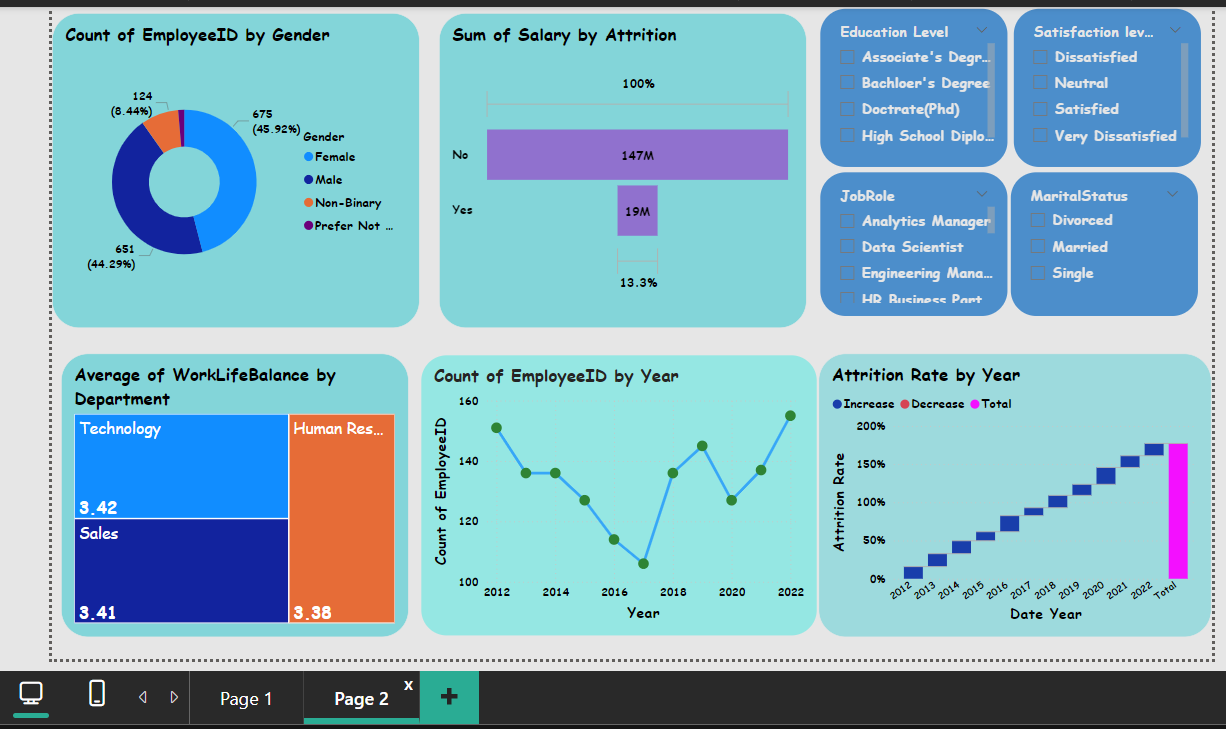 Count of EmployeeID by Gender
124
(8.44%)
675
(45.92%)
651
(44.29%)
Gender
Female
Male
Non-Binary
Prefer Not ...
Sum of Salary by Attrition
100%
No
147M
Yes
19M
13.3%
Education Level
Associate's Degr...
Bachloer's Degree
Doctrate(Phd)
High School Diplo...
Satisfaction lev...
Dissatisfied
Neutral
Satisfied
Very Dissatisfied
JobRole
Analytics Manager
Data Scientist
Engineering Mana...
HR Business Part
MaritalStatus
Divorced
Married
Single
Average of WorkLifeBalance by
Department
Technology
3.42
Sales
3.41
Human Res...
3.38
Count of EmployeeID by Year
Count of EmployeeID
160
140
120
100
2012
2014
2016
2018
2020
2022
Year
Attrition Rate by Year
Increase
Decrease
Total
Attrition Rate
200%
150%
100%
50%
0%
2012
2013
2014
2015
2016
2017
2018
2019
2020
2021
2022
Total
Date Year
Page 1
Page 2
x
+